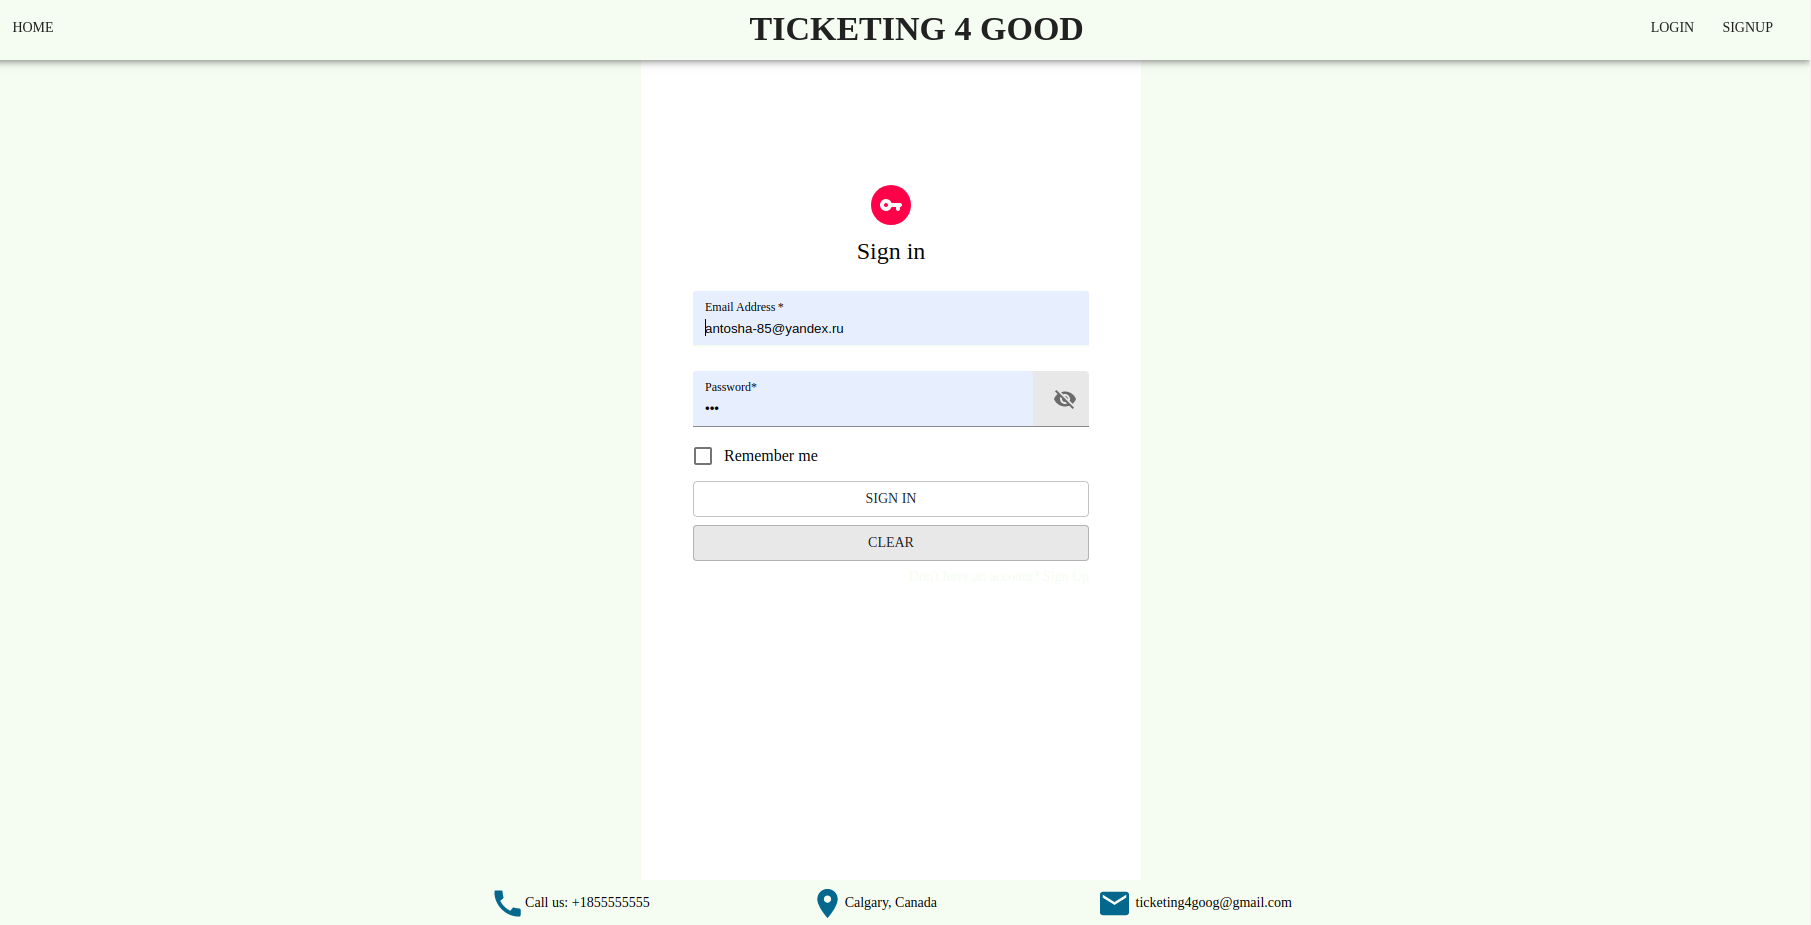 HOME
TICKETING 4 GOOD
LOGIN
SIGNUP
Sign in
Email Address *
antosha-85@yandex.ru
Password*
•••
Remember me
SIGN IN
CLEAR
Don't have an account? Sign Up
Call us: +1855555555
Calgary, Canada
ticketing4goog@gmail.com